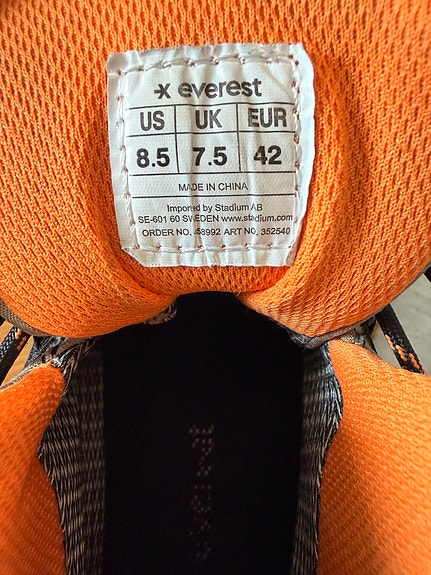 everest
US UK EUR
8.5 7.5 42
MADE IN CHINA
Imported by Stadium AB
SE-601 60 SWEDEN www.stadium.com
ORDER NO. ART NO. 352540